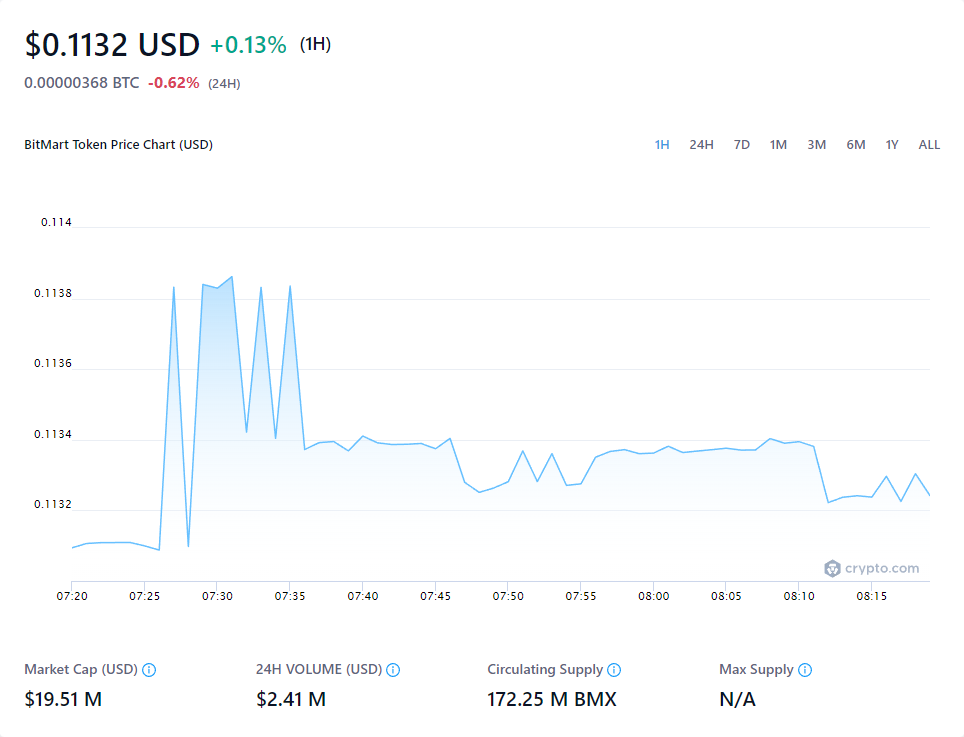 $0.1132 USD +0.13% (1H)
0.00000368 BTC -0.62% (24H)
BitMart Token Price Chart (USD) 1H 24H 7D 1M 3M 6M 1Y ALL
0.114
0.1138
0.1136
0.1134
0.1132
crypto.com
07:20 07:25 07:30 07:35 07:40 07:45 07:50 07:55 08:00 08:05 08:10 08:15
Market Cap (USD) 24H VOLUME (USD) Circulating Supply Max Supply
$19.51 M $2.41 M 172.25 M BMX N/A